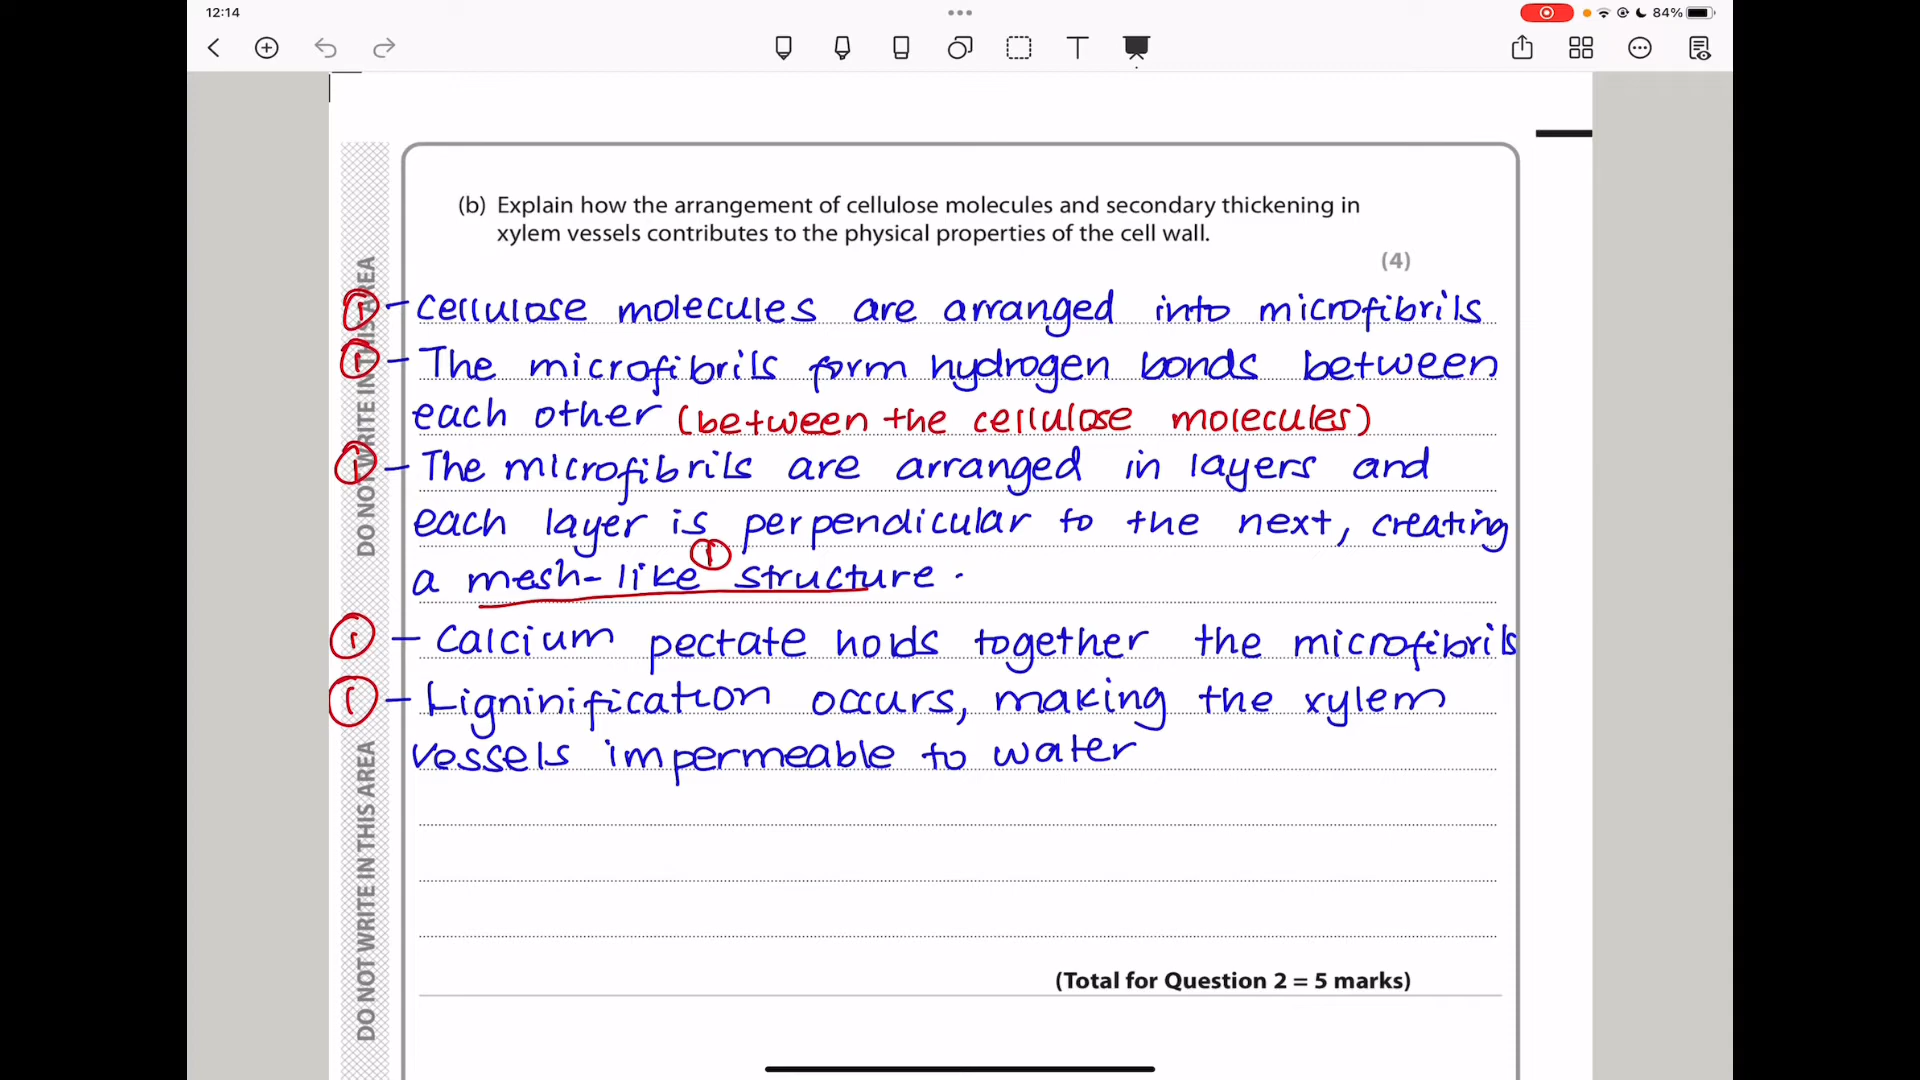 12:14
84%
(b) Explain how the arrangement of cellulose molecules and secondary thickening in
xylem vessels contributes to the physical properties of the cell wall.
(4)
① – Cellulose molecules are arranged into microfibrils
① – The microfibrils form hydrogen bonds between
each other (between the cellulose molecules)
① – The microfibrils are arranged in layers and
each layer is perpendicular to the next, creating
①
a mesh-like structure.
① – Calcium pectate holds together the microfibrils
① – Ligninification occurs, making the xylem
vessels impermeable to water
(Total for Question 2 = 5 marks)
DO NOT WRITE IN THIS AREA
DO NOT WRITE IN THIS AREA